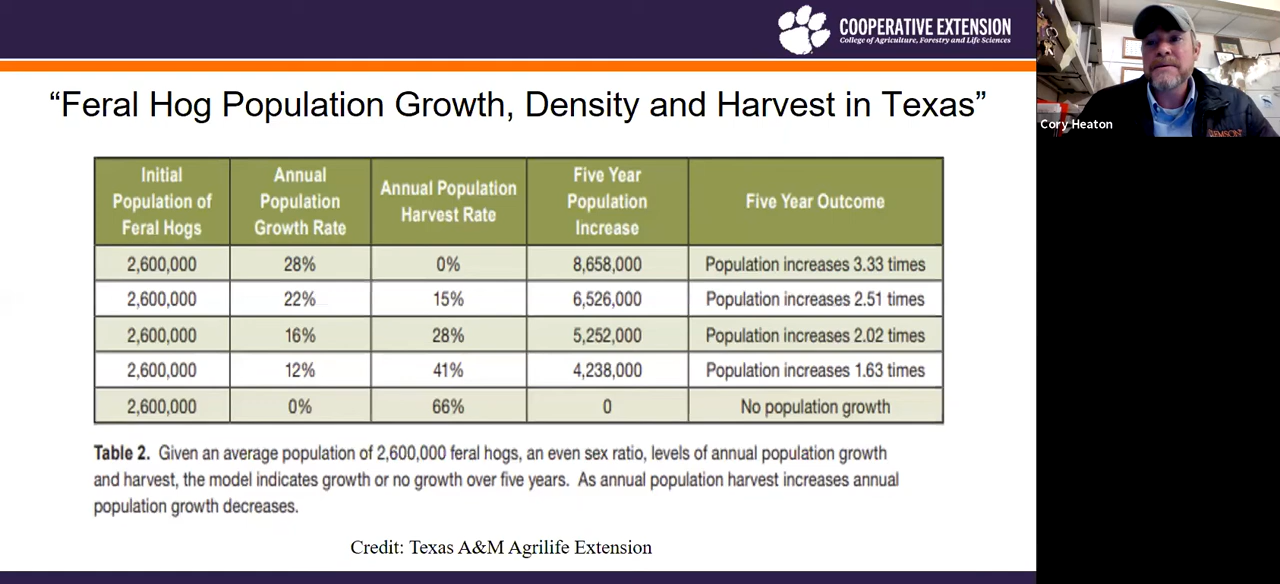 COOPERATIVE EXTENSION
College of Agriculture, Forestry and Life Sciences
Cory Heaton
“Feral Hog Population Growth, Density and Harvest in Texas”
Initial Population of Feral Hogs | Annual Population Growth Rate | Annual Population Harvest Rate | Five Year Population Increase | Five Year Outcome
2,600,000 | 28% | 0% | 8,658,000 | Population increases 3.33 times
2,600,000 | 22% | 15% | 6,526,000 | Population increases 2.51 times
2,600,000 | 16% | 28% | 5,252,000 | Population increases 2.02 times
2,600,000 | 12% | 41% | 4,238,000 | Population increases 1.63 times
2,600,000 | 0% | 66% | 0 | No population growth
Table 2. Given an average population of 2,600,000 feral hogs, an even sex ratio, levels of annual population growth
and harvest, the model indicates growth or no growth over five years. As annual population harvest increases annual
population growth decreases.
Credit: Texas A&M Agrilife Extension